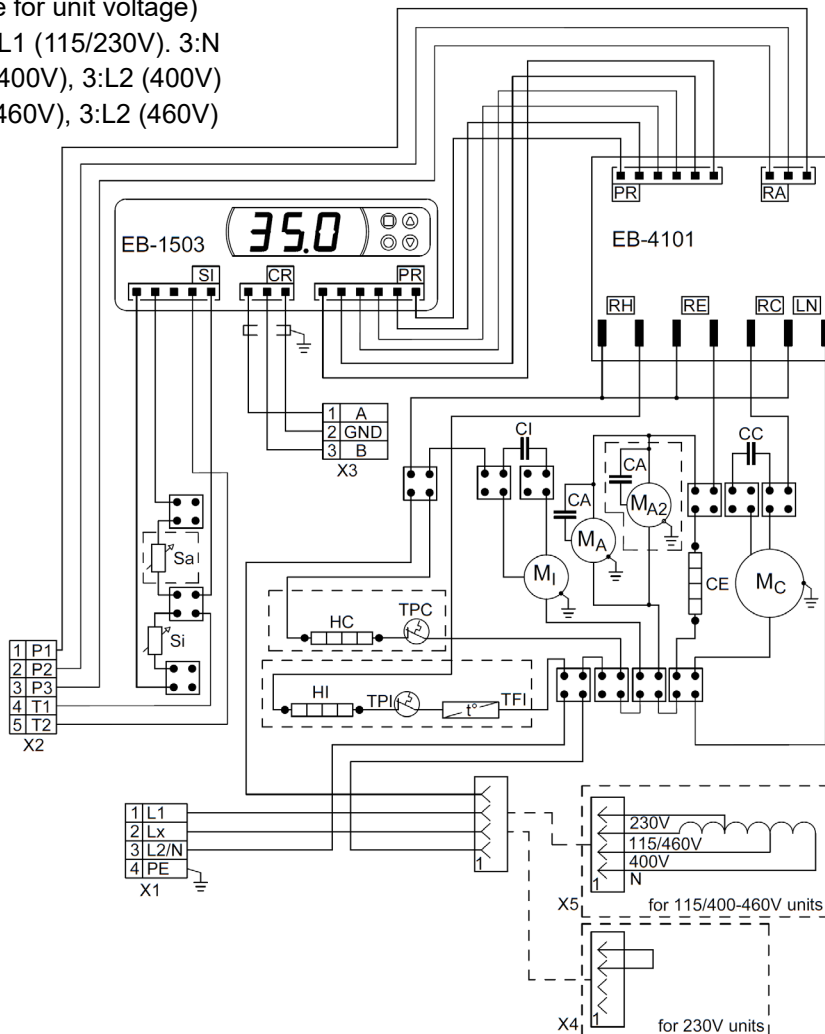 e for unit voltage)
L1 (115/230V). 3:N
400V), 3:L2 (400V)
460V), 3:L2 (460V)
PR
RA
EB-1503
35.0
EB-4101
SI
CR
PR
RH
RE
RC
LN
1 A
2 GND
3 B
X3
CI
CC
CA
CA
MA2
MA
MI
CE
MC
Sa
Si
HC
TPC
HI
TPI
t°
TFI
1 P1
2 P2
3 P3
4 T1
5 T2
X2
1 L1
2 Lx
3 L2/N
4 PE
X1
1
230V
115/460V
400V
N
1
X5
for 115/400-460V units
1
X4
for 230V units